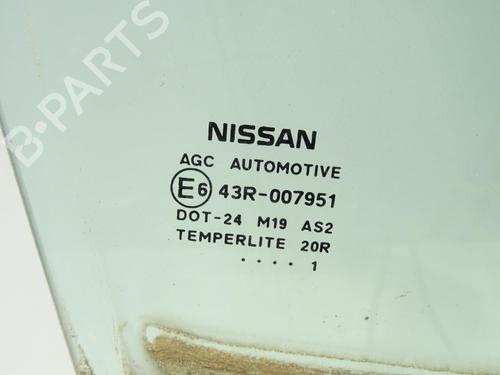 B-PARTS
NISSAN
AGC AUTOMOTIVE
E6 43R-007951
DOT-24 M19 AS2
TEMPERLITE 20R
.... 1